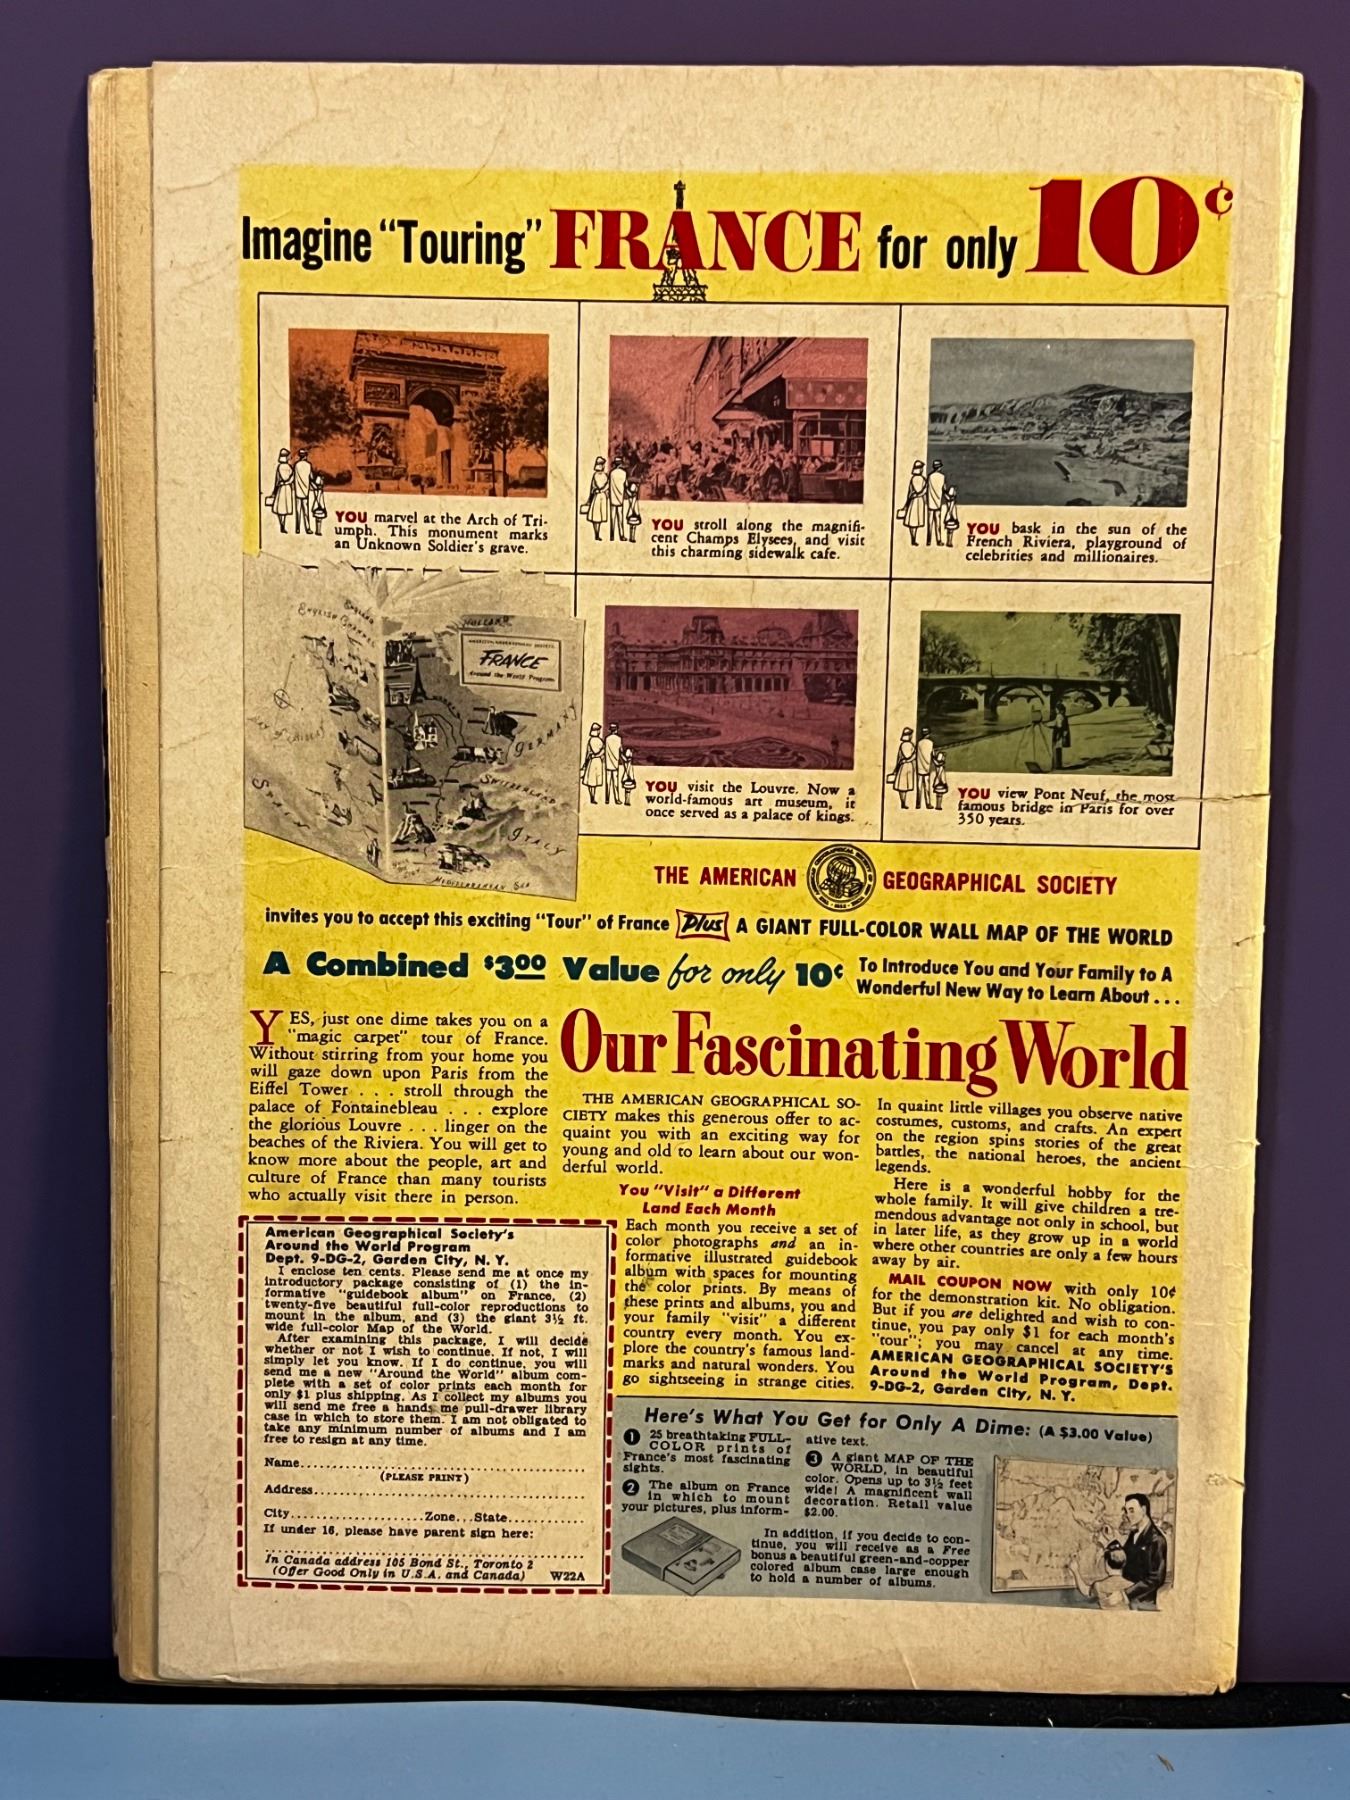 Imagine "Touring" FRANCE for only 10¢
YOU marvel at the Arch of Tri-
umph. This monument marks
an Unknown Soldier's grave.
YOU stroll along the magnifi-
cent Champs Elysees, and visit
this charming sidewalk cafe.
YOU bask in the sun of the
French Riviera, playground of
celebrities and millionaires.
ENGLAND
ENGLISH CHANNEL
HOLLAND
FRANCE
Around the World Program
GERMANY
SWITZERLAND
ITALY
SPAIN
MEDITERRANEAN SEA
YOU visit the Louvre. Now a
world-famous art museum, it
once served as a palace of kings.
YOU view Pont Neuf, the most
famous bridge in Paris for over
350 years.
THE AMERICAN GEOGRAPHICAL SOCIETY
invites you to accept this exciting "Tour" of France Plus A GIANT FULL-COLOR WALL MAP OF THE WORLD
A Combined $3.00 Value for only 10¢ To Introduce You and Your Family to A
Wonderful New Way to Learn About...
YES, just one dime takes you on a
"magic carpet" tour of France.
Without stirring from your home you
will gaze down upon Paris from the
Eiffel Tower . . . stroll through the
palace of Fontainebleau . . . explore
the glorious Louvre . . . linger on the
beaches of the Riviera. You will get to
know more about the people, art and
culture of France than many tourists
who actually visit there in person.
Our Fascinating World
THE AMERICAN GEOGRAPHICAL SO-
CIETY makes this generous offer to ac-
quaint you with an exciting way for
young and old to learn about our won-
derful world.
You "Visit" a Different
Land Each Month
Each month you receive a set of
color photographs and an in-
formative illustrated guidebook
album with spaces for mounting
the color prints. By means of
these prints and albums, you and
your family "visit" a different
country every month. You ex-
plore the country's famous land-
marks and natural wonders. You
go sightseeing in strange cities.
In quaint little villages you observe native
costumes, customs, and crafts. An expert
on the region spins stories of the great
battles, the national heroes, the ancient
legends.
Here is a wonderful hobby for the
whole family. It will give children a tre-
mendous advantage not only in school, but
in later life, as they grow up in a world
where other countries are only a few hours
away by air.
MAIL COUPON NOW with only 10¢
for the demonstration kit. No obligation.
But if you are delighted and wish to con-
tinue, you pay only $1 for each month's
"tour"; you may cancel at any time.
AMERICAN GEOGRAPHICAL SOCIETY'S
Around the World Program, Dept.
9-DG-2, Garden City, N. Y.
American Geographical Society's
Around the World Program
Dept. 9-DG-2, Garden City, N. Y.
I enclose ten cents. Please send me at once my
introductory package consisting of (1) the in-
formative "guidebook album" on France, (2)
twenty-five beautiful full-color reproductions to
mount in the album, and (3) the giant 3½ ft.
wide full-color Map of the World.
After examining this package, I will decide
whether or not I wish to continue. If not, I will
simply let you know. If I do continue, you will
send me a new "Around the World" album com-
plete with a set of color prints each month for
only $1 plus shipping. As I collect my albums you
will send me free a handsome pull-drawer library
case in which to store them. I am not obligated to
take any minimum number of albums and I am
free to resign at any time.
Name
(PLEASE PRINT)
Address
City Zone State
If under 16, please have parent sign here:
In Canada address 105 Bond St., Toronto 2
(Offer Good Only in U.S.A. and Canada) W22A
Here's What You Get for Only A Dime: (A $3.00 Value)
1 25 breathtaking FULL-
COLOR prints of
France's most fascinating
sights.
2 The album on France
in which to mount
your pictures, plus inform-
ative text.
3 A giant MAP OF THE
WORLD, in beautiful
color. Opens up to 3½ feet
wide! A magnificent wall
decoration. Retail value
$2.00.
In addition, if you decide to con-
tinue, you will receive as a Free
bonus a beautiful green-and-copper
colored album case large enough
to hold a number of albums.